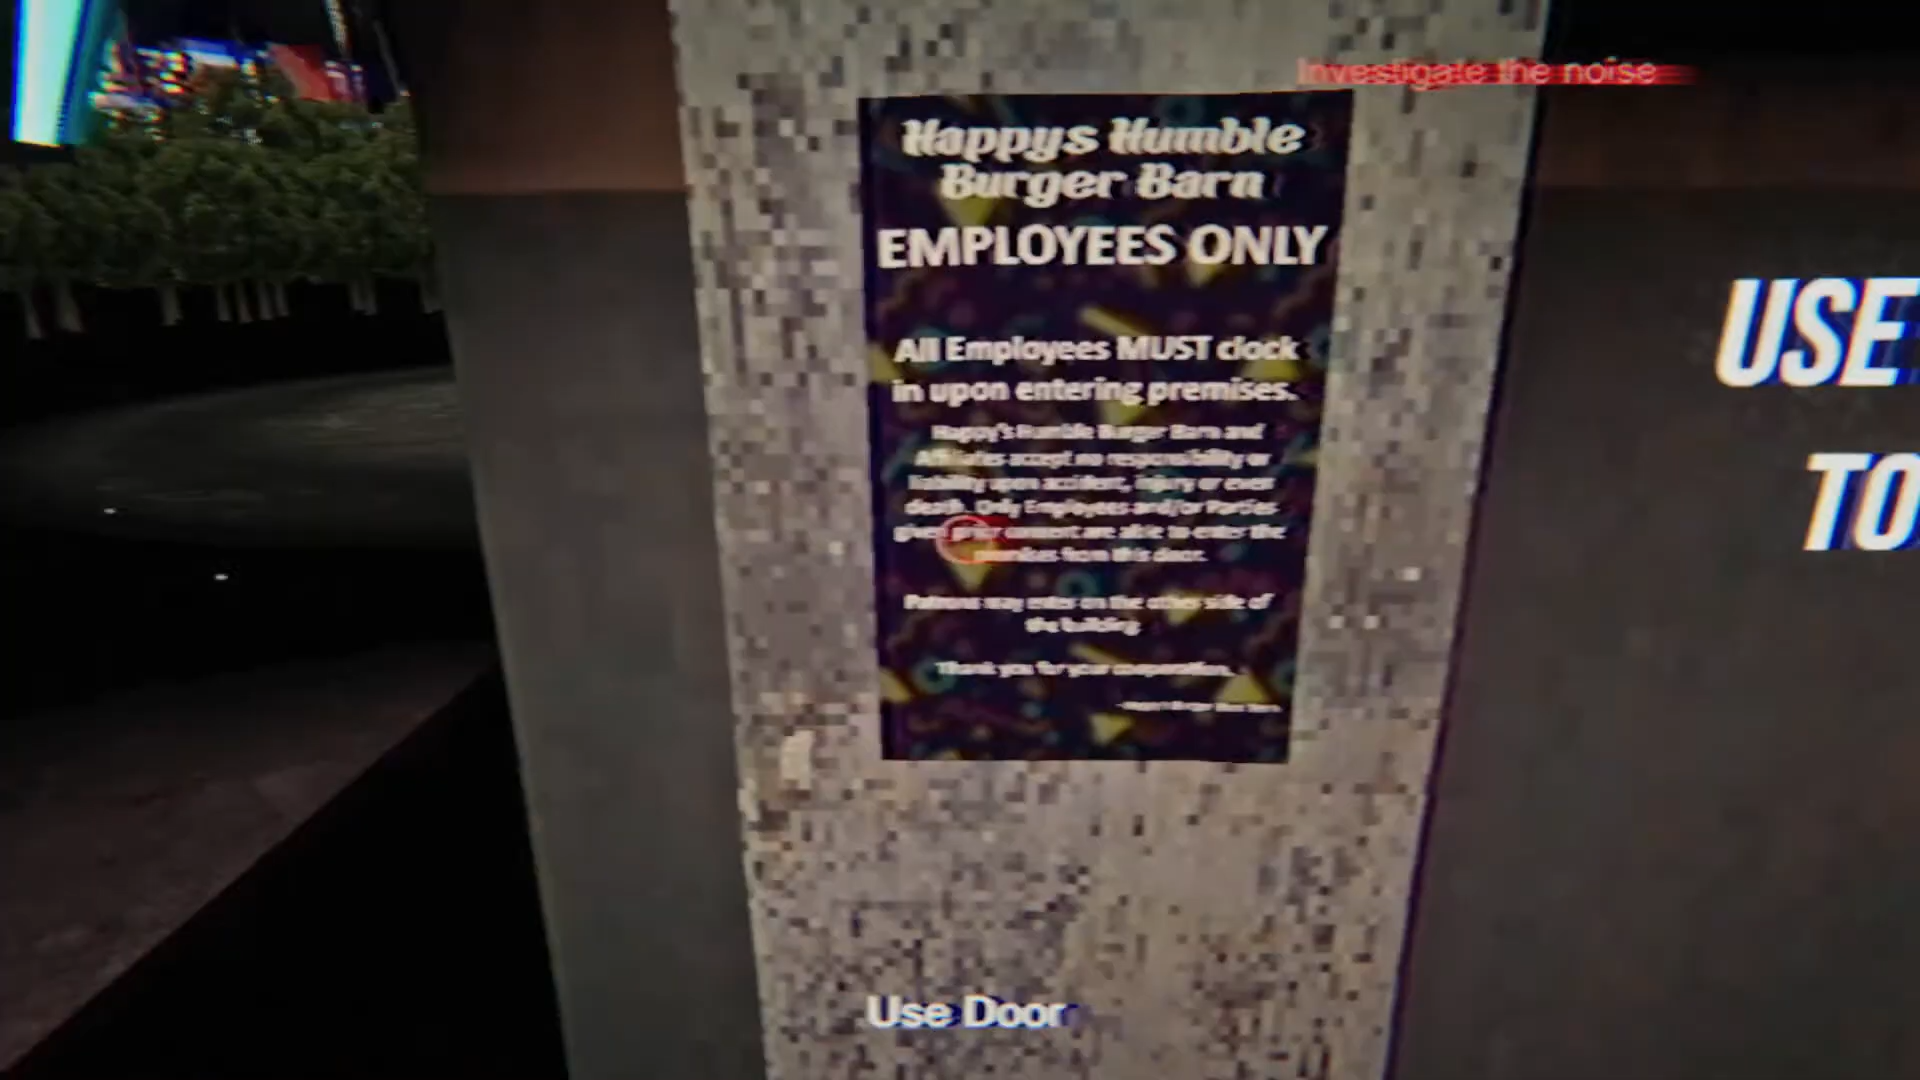 Investigate the noise
Happys Humble
Burger Barn
EMPLOYEES ONLY
All Employees MUST clock
in upon entering premises.
Happy's Humble Burger Barn and
Affiliates accept no responsibility or
liability upon accident, injury or even
death. Only Employees and/or Parties
given prior consent are able to enter the
premises from this door.
Patrons may enter on the other side of
the building
Thank you for your cooperation,
USE
TO
Use Door